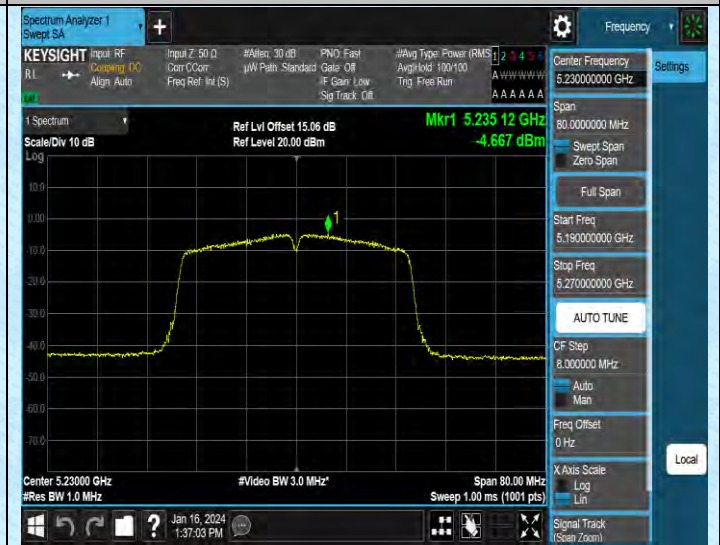 Spectrum Analyzer 1
Swept SA
+
Frequency
KEYSIGHT
R L
Input: RF
Coupling: DC
Align: Auto
Input Z: 50 Ω
Corr CCorr
Freq Ref: Int (S)
#Atten: 30 dB
µW Path: Standard
PNO: Fast
Gate: Off
IF Gain: Low
Sig Track: Off
#Avg Type: Power (RMS)
Avg|Hold: 100/100
Trig: Free Run
1 2 3 4 5 6
A W W W W W
A A A A A A
1 Spectrum
Scale/Div 10 dB
Log
Ref Lvl Offset 15.06 dB
Ref Level 20.00 dBm
Mkr1 5.235 12 GHz
-4.667 dBm
10.0
0.00
-10.0
-20.0
-30.0
-40.0
-50.0
-60.0
-70.0
1
Center 5.23000 GHz
#Res BW 1.0 MHz
#Video BW 3.0 MHz*
Span 80.00 MHz
Sweep 1.00 ms (1001 pts)
Jan 16, 2024
1:37:03 PM
?
Center Frequency
5.230000000 GHz
Settings
Span
80.0000000 MHz
Swept Span
Zero Span
Full Span
Start Freq
5.190000000 GHz
Stop Freq
5.270000000 GHz
AUTO TUNE
CF Step
8.000000 MHz
Auto
Man
Freq Offset
0 Hz
X Axis Scale
Log
Lin
Local
Signal Track
(Span Zoom)